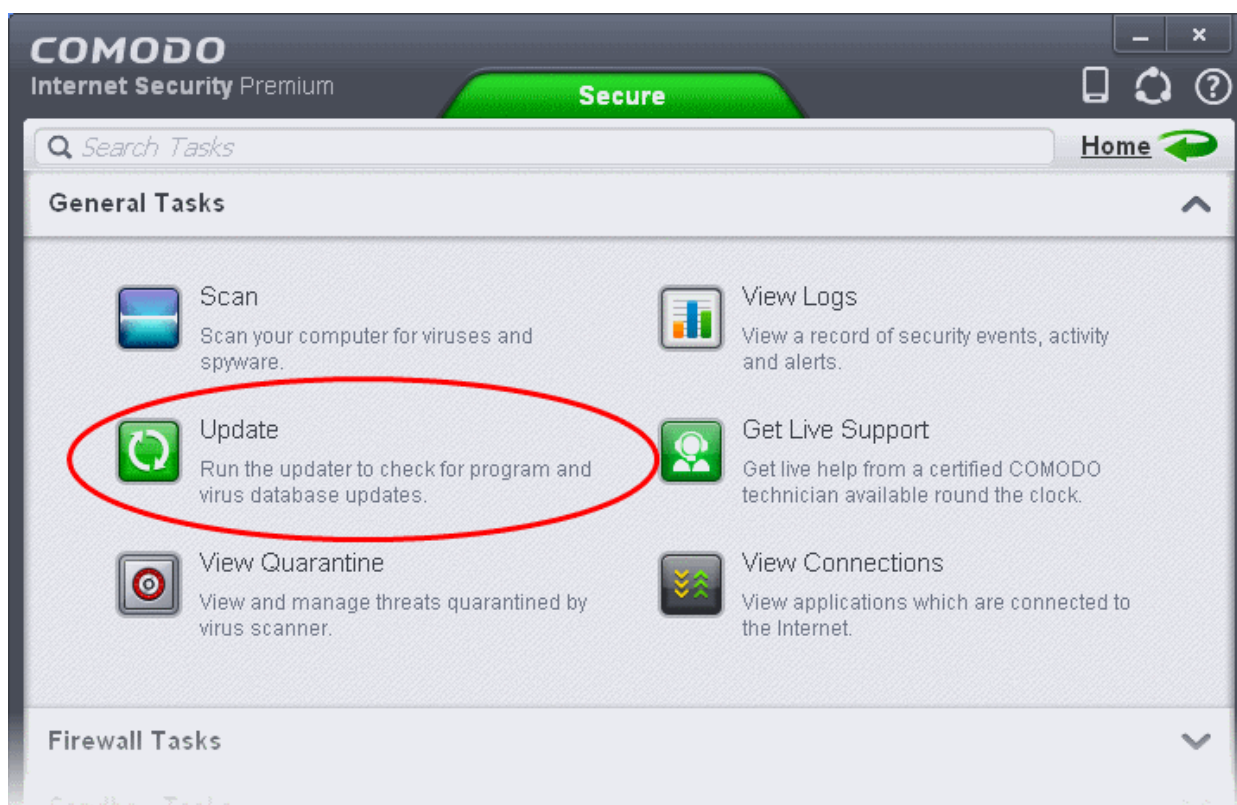 COMODO
Internet Security Premium
Secure
Search Tasks
Home
General Tasks
Scan
Scan your computer for viruses and
spyware.
View Logs
View a record of security events, activity
and alerts.
Update
Run the updater to check for program and
virus database updates.
Get Live Support
Get live help from a certified COMODO
technician available round the clock.
View Quarantine
View and manage threats quarantined by
virus scanner.
View Connections
View applications which are connected to
the Internet.
Firewall Tasks